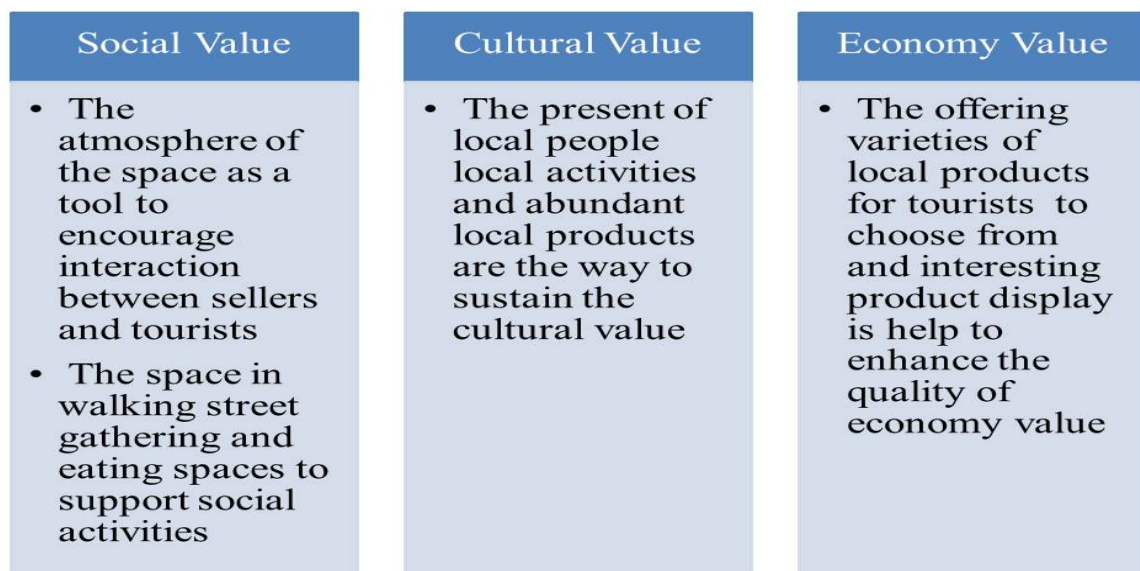 Social Value
• The
atmosphere of
the space as a
tool to
encourage
interaction
between sellers
and tourists
• The space in
walking street
gathering and
eating spaces to
support social
activities
Cultural Value
• The present of
local people
local activities
and abundant
local products
are the way to
sustain the
cultural value
Economy Value
• The offering
varieties of
local products
for tourists to
choose from
and interesting
product display
is help to
enhance the
quality of
economy value